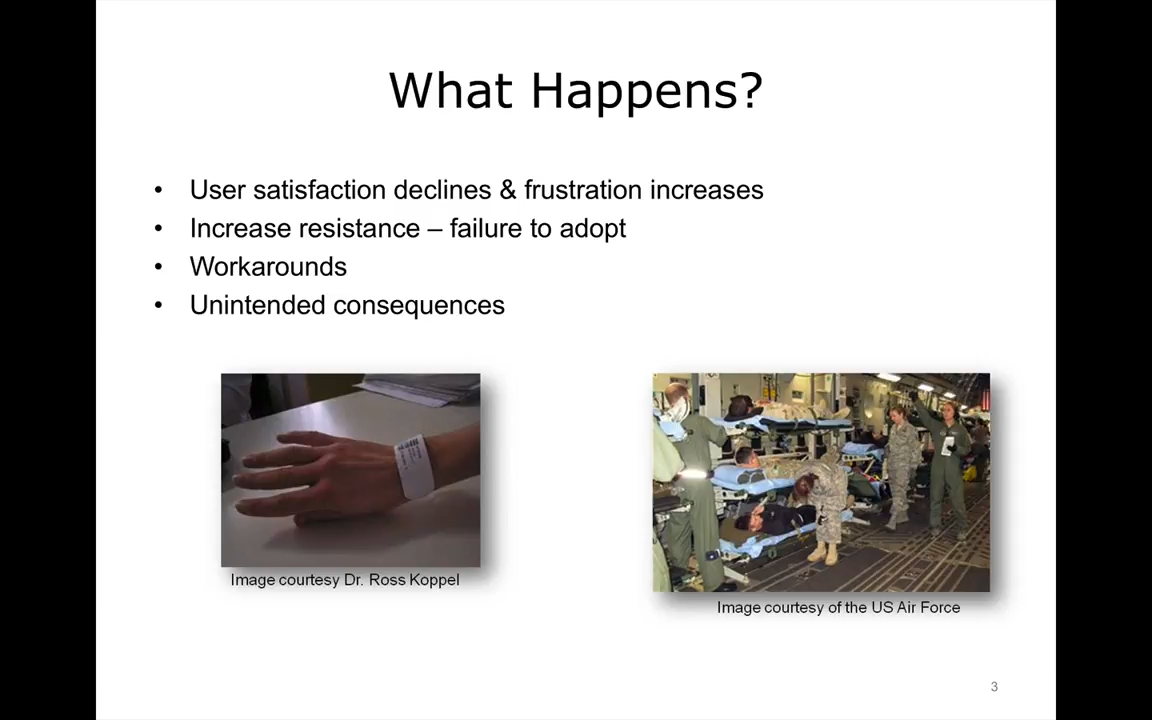 What Happens?
• User satisfaction declines & frustration increases
• Increase resistance – failure to adopt
• Workarounds
• Unintended consequences
Image courtesy Dr. Ross Koppel
Image courtesy of the US Air Force
3